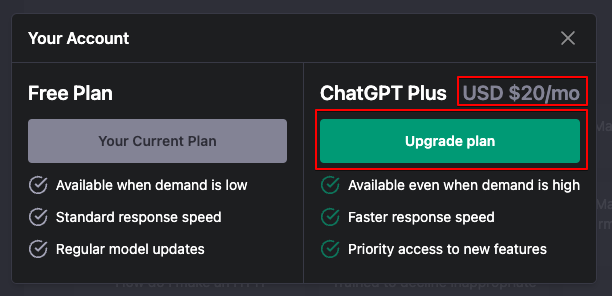 Your Account
Free Plan
Your Current Plan
Available when demand is low
Standard response speed
Regular model updates
ChatGPT Plus USD $20/mo
Upgrade plan
Available even when demand is high
Faster response speed
Priority access to new features